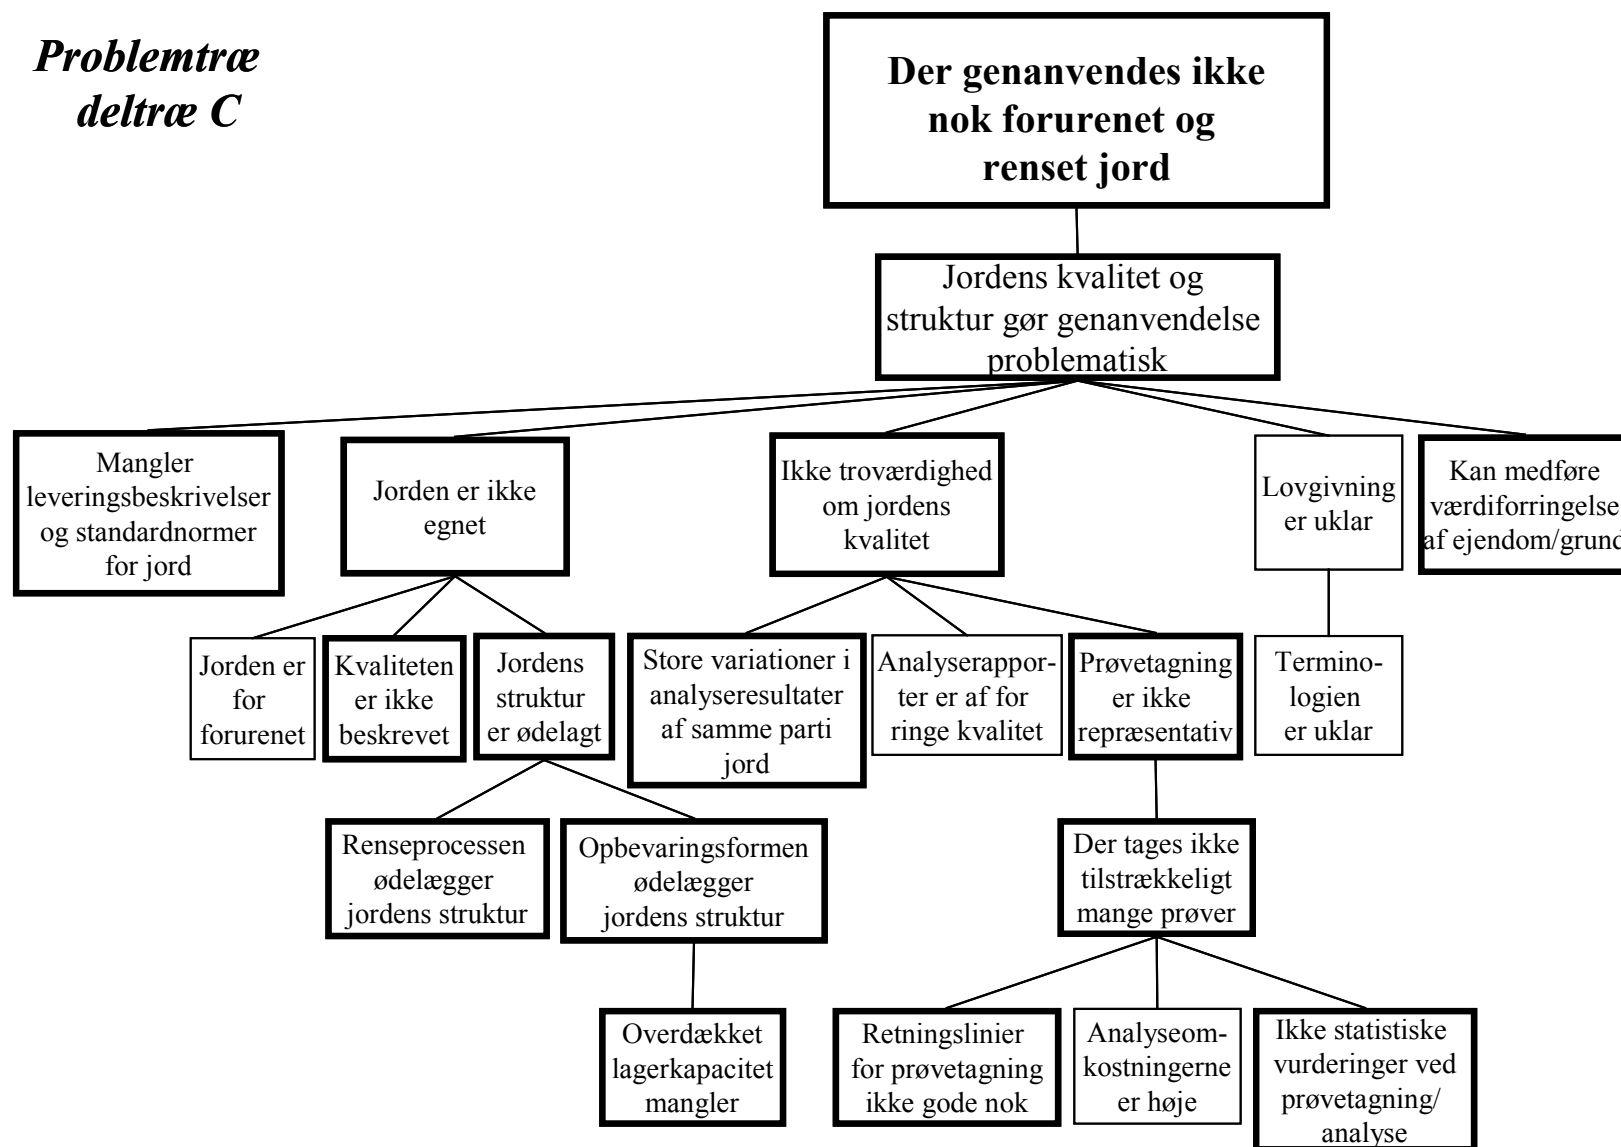 Problemtræ
deltræ C
Der genanvendes ikke
nok forurenet og
renset jord
Jordens kvalitet og
struktur gør genanvendelse
problematisk
Mangler
leveringsbeskrivelser
og standardnormer
for jord
Jorden er ikke
egnet
Ikke troværdighed
om jordens
kvalitet
Lovgivning
er uklar
Kan medføre
værdiforringelse
af ejendom/grund
Jorden er
for
forurenet
Kvaliteten
er ikke
beskrevet
Jordens
struktur
er ødelagt
Store variationer i
analyseresultater
af samme parti
jord
Analyserappor-
ter er af for
ringe kvalitet
Prøvetagning
er ikke
repræsentativ
Termino-
logien
er uklar
Renseprocessen
ødelægger
jordens struktur
Opbevaringsformen
ødelægger
jordens struktur
Der tages ikke
tilstrækkeligt
mange prøver
Overdækket
lagerkapacitet
mangler
Retningslinier
for prøvetagning
ikke gode nok
Analyseom-
kostningerne
er høje
Ikke statistiske
vurderinger ved
prøvetagning/
analyse